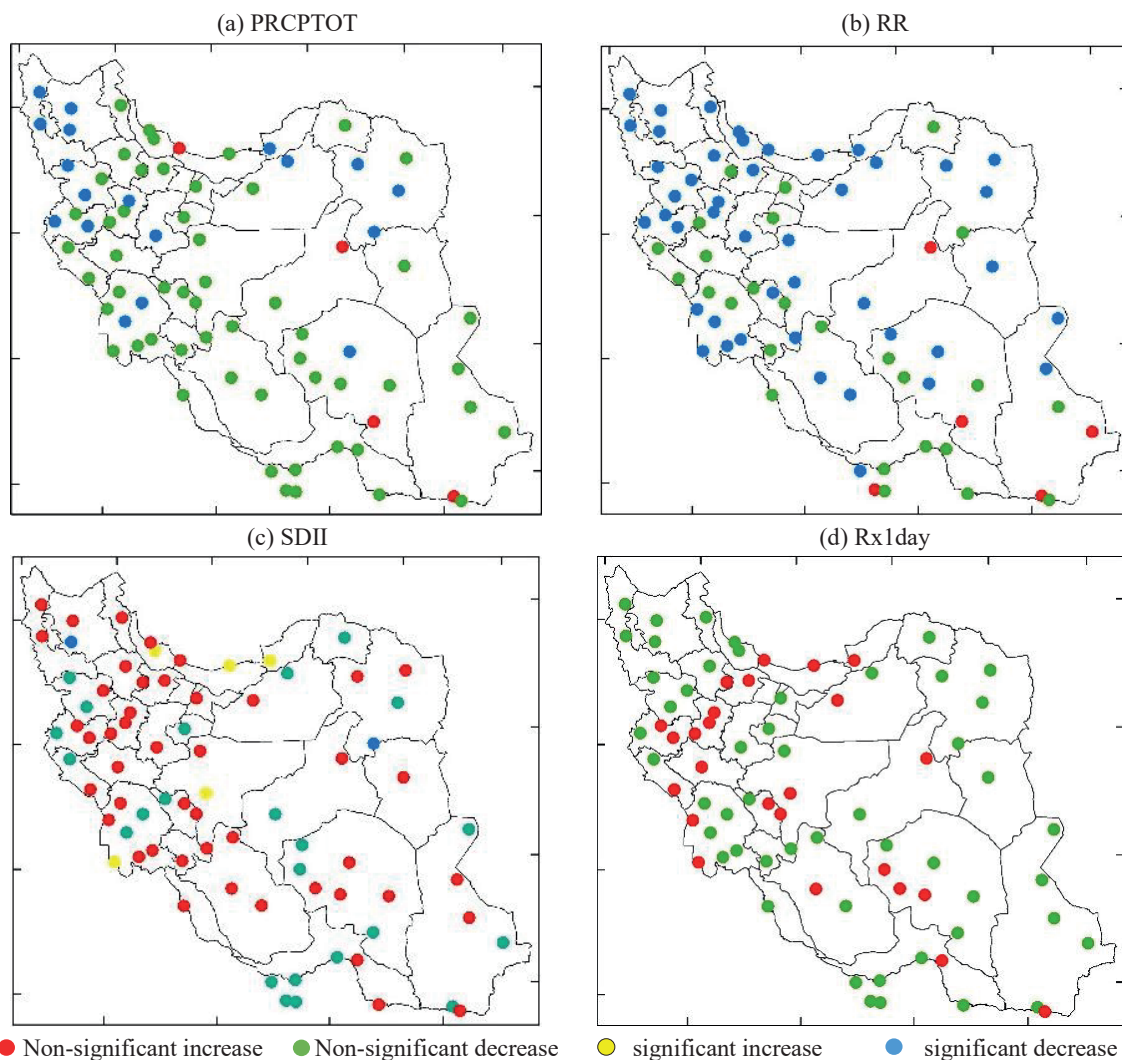 (a) PRCPTOT
(b) RR
(c) SDII
(d) Rx1day
Non-significant increase
Non-significant decrease
significant increase
significant decrease